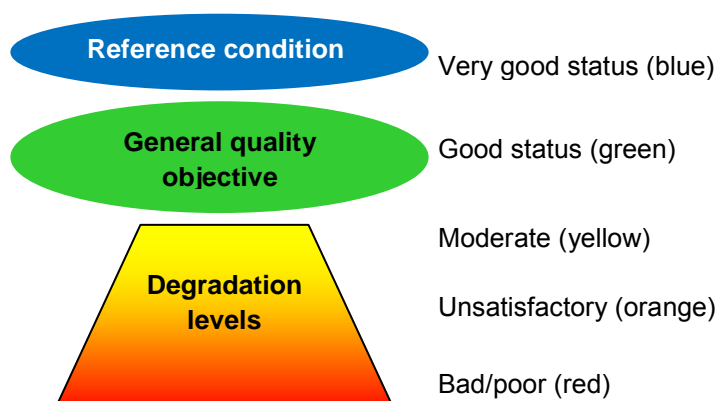 Reference condition
Very good status (blue)
General quality
objective
Good status (green)
Moderate (yellow)
Degradation
levels
Unsatisfactory (orange)
Bad/poor (red)